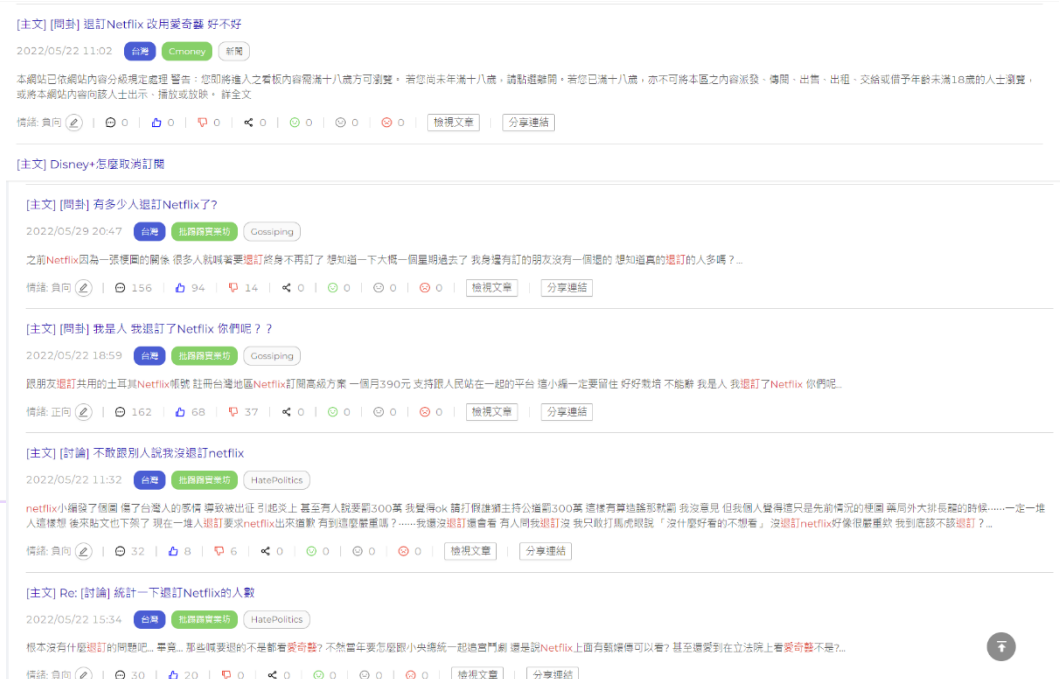 [主文] [問卦] 退訂Netflix 改用愛奇藝 好不好
2022/05/22 11:02 台灣 Cmoney 新聞
本網站已依網站內容分級規定處理 警告︰您即將進入之看板內容需滿十八歲方可瀏覽。 若您尚未年滿十八歲，請點選離開。若您已滿十八歲，亦不可將本區之內容派發、傳閱、出售、出租、交給或借予年齡未滿18歲的人士瀏覽，
或將本網站內容向該人士出示、播放或放映。 詳全文
情緒: 負向 | 0 | 0 | 0 | 0 | 0 | 0 | 0 | 檢視文章 | 分享連結
[主文] Disney+怎麼取消訂閱
[主文] [問卦] 有多少人退訂Netflix了?
2022/05/29 20:47 台灣 批踢踢實業坊 Gossiping
之前Netflix因為一張梗圖的關係 很多人就喊著要退訂終身不再訂了 想知道一下大概一個星期過去了 我身邊有訂的朋友沒有一個退的 想知道真的退訂的人多嗎？...
情緒: 負向 | 156 | 94 | 14 | 0 | 0 | 0 | 0 | 檢視文章 | 分享連結
[主文] [問卦] 我是人 我退訂了Netflix 你們呢？？
2022/05/22 18:59 台灣 批踢踢實業坊 Gossiping
跟朋友退訂共用的土耳其Netflix帳號 註冊台灣地區Netflix訂閱高級方案 一個月390元 支持跟人民站在一起的平台 這小編一定要留住 好好栽培 不能辭 我是人 我退訂了Netflix 你們呢...
情緒: 正向 | 162 | 68 | 37 | 0 | 0 | 0 | 0 | 檢視文章 | 分享連結
[主文] [討論] 不敢跟別人說我沒退訂netflix
2022/05/22 11:32 台灣 批踢踢實業坊 HatePolitics
netflix小編發了個圖 傷了台灣人的感情 導致被出征 引起炎上 甚至有人說要罰300萬 我覺得ok 請訂假誰獅主持公道罰300萬 這樣有算造謠那就罰 我沒意見 但我個人覺得這只是先前情況的梗圖 藥局外大排長龍的時候……一定一堆
人這樣想 後來貼文也下架了 現在一堆人退訂要求netflix出來道歉 有到這麼嚴重嗎？……我還沒退訂還會看 有人問我退訂沒 我只敢打馬虎眼說 「沒什麼好看的不想看」 沒退訂netflix好像很嚴重欸 我到底該不該退訂？...
情緒: 負向 | 32 | 8 | 6 | 0 | 0 | 0 | 0 | 檢視文章 | 分享連結
[主文] Re: [討論] 統計一下退訂Netflix的人數
2022/05/22 15:34 台灣 批踢踢實業坊 HatePolitics
根本沒有什麼退訂的問題吧... 畢竟... 那些喊要退的不是都看愛奇藝? 不然當年要怎麼跟小央總統一起追宮鬥劇 還是說Netflix上面有甄嬛傳可以看? 甚至還愛到在立法院上看愛奇藝不是?...
情緒: 負向 | 30 | 20 | 0 | 0 | 0 | 0 | 0 | 檢視文章 | 分享連結